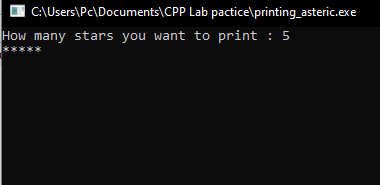 C:\Users\Pc\Documents\CPP Lab pactice\printing_asteric.exe
How many stars you want to print : 5
*****